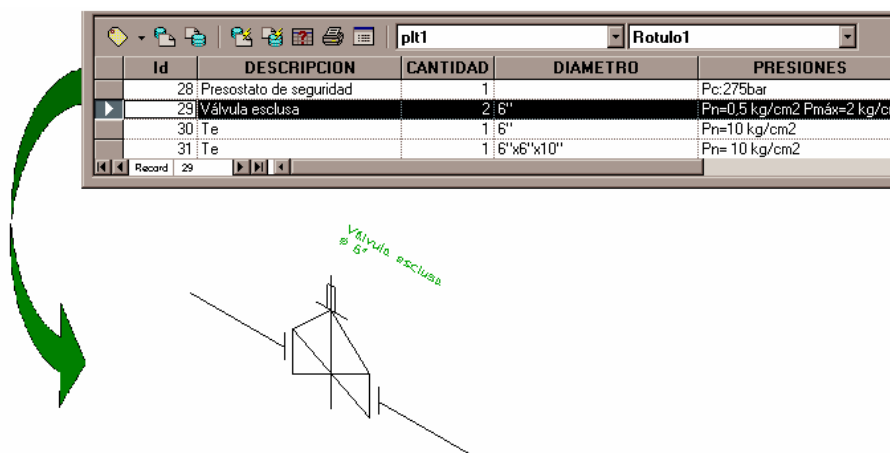 plt1 Rotulo1
Id DESCRIPCION CANTIDAD DIAMETRO PRESIONES
28 Presostato de seguridad 1 Pc:275bar
29 Válvula esclusa 2 6" Pn=0,5 kg/cm2 Pmáx=2 kg/c
30 Te 1 6" Pn=10 kg/cm2
31 Te 1 6"x6"x10" Pn= 10 kg/cm2
Record 29
Válvula esclusa
ø 6"